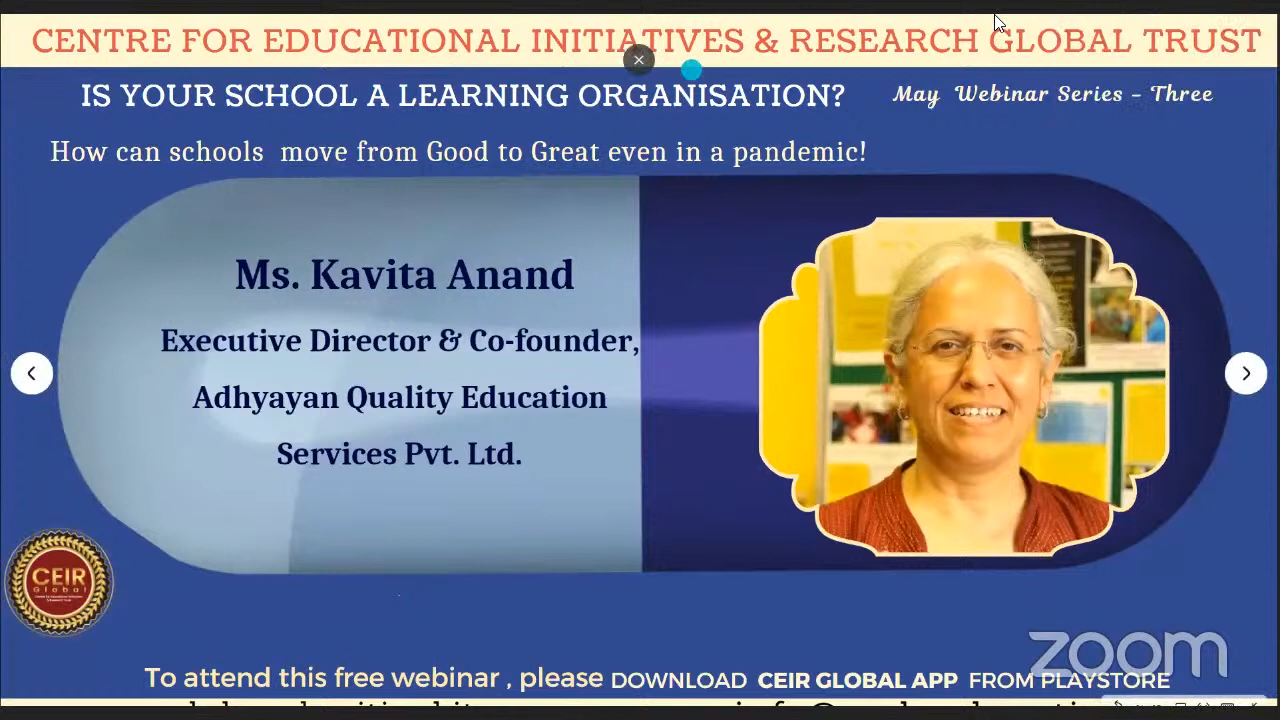 CENTRE FOR EDUCATIONAL INITIATIVES & RESEARCH GLOBAL TRUST
IS YOUR SCHOOL A LEARNING ORGANISATION?
May Webinar Series - Three
How can schools move from Good to Great even in a pandemic!
Ms. Kavita Anand
Executive Director & Co-founder,
Adhyayan Quality Education
Services Pvt. Ltd.
CEIR
Global
zoom
To attend this free webinar , please DOWNLOAD CEIR GLOBAL APP FROM PLAYSTORE